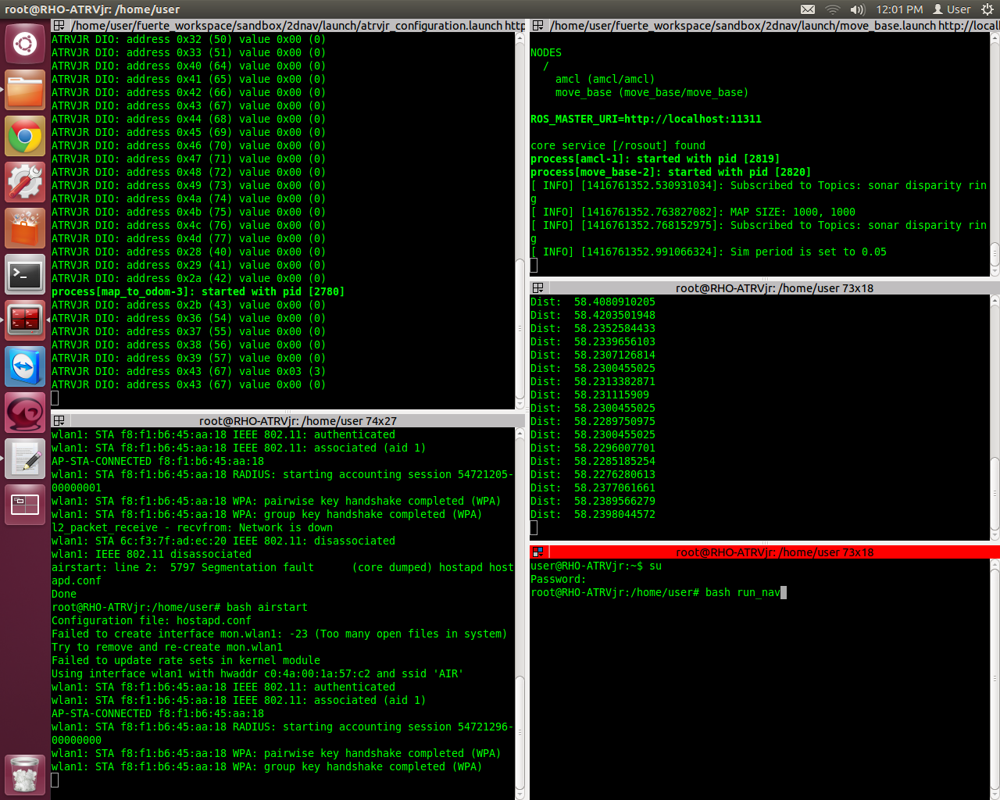 root@RHO-ATRVjr: /home/user
12:01 PM
User
/home/user/fuerte_workspace/sandbox/2dnav/launch/atrvjr_configuration.launch http
ATRVJR DIO: address 0x32 (50) value 0x00 (0)
ATRVJR DIO: address 0x33 (51) value 0x00 (0)
ATRVJR DIO: address 0x40 (64) value 0x00 (0)
ATRVJR DIO: address 0x41 (65) value 0x00 (0)
ATRVJR DIO: address 0x42 (66) value 0x00 (0)
ATRVJR DIO: address 0x43 (67) value 0x00 (0)
ATRVJR DIO: address 0x44 (68) value 0x00 (0)
ATRVJR DIO: address 0x45 (69) value 0x00 (0)
ATRVJR DIO: address 0x46 (70) value 0x00 (0)
ATRVJR DIO: address 0x47 (71) value 0x00 (0)
ATRVJR DIO: address 0x48 (72) value 0x00 (0)
ATRVJR DIO: address 0x49 (73) value 0x00 (0)
ATRVJR DIO: address 0x4a (74) value 0x00 (0)
ATRVJR DIO: address 0x4b (75) value 0x00 (0)
ATRVJR DIO: address 0x4c (76) value 0x00 (0)
ATRVJR DIO: address 0x4d (77) value 0x00 (0)
ATRVJR DIO: address 0x28 (40) value 0x00 (0)
ATRVJR DIO: address 0x29 (41) value 0x00 (0)
ATRVJR DIO: address 0x2a (42) value 0x00 (0)
process[map_to_odom-3]: started with pid [2780]
ATRVJR DIO: address 0x2b (43) value 0x00 (0)
ATRVJR DIO: address 0x36 (54) value 0x00 (0)
ATRVJR DIO: address 0x37 (55) value 0x00 (0)
ATRVJR DIO: address 0x38 (56) value 0x00 (0)
ATRVJR DIO: address 0x39 (57) value 0x00 (0)
ATRVJR DIO: address 0x43 (67) value 0x03 (3)
ATRVJR DIO: address 0x43 (67) value 0x00 (0)
root@RHO-ATRVjr: /home/user 74x27
wlan1: STA f8:f1:b6:45:aa:18 IEEE 802.11: authenticated
wlan1: STA f8:f1:b6:45:aa:18 IEEE 802.11: associated (aid 1)
AP-STA-CONNECTED f8:f1:b6:45:aa:18
wlan1: STA f8:f1:b6:45:aa:18 RADIUS: starting accounting session 54721205-
00000001
wlan1: STA f8:f1:b6:45:aa:18 WPA: pairwise key handshake completed (WPA)
wlan1: STA f8:f1:b6:45:aa:18 WPA: group key handshake completed (WPA)
l2_packet_receive - recvfrom: Network is down
wlan1: STA 6c:f3:7f:ad:ec:20 IEEE 802.11: disassociated
wlan1: IEEE 802.11 disassociated
airstart: line 2:  5797 Segmentation fault      (core dumped) hostapd host
apd.conf
Done
root@RHO-ATRVjr:/home/user# bash airstart
Configuration file: hostapd.conf
Failed to create interface mon.wlan1: -23 (Too many open files in system)
Try to remove and re-create mon.wlan1
Failed to update rate sets in kernel module
Using interface wlan1 with hwaddr c0:4a:00:1a:57:c2 and ssid 'AIR'
wlan1: STA f8:f1:b6:45:aa:18 IEEE 802.11: authenticated
wlan1: STA f8:f1:b6:45:aa:18 IEEE 802.11: associated (aid 1)
AP-STA-CONNECTED f8:f1:b6:45:aa:18
wlan1: STA f8:f1:b6:45:aa:18 RADIUS: starting accounting session 54721296-
00000000
wlan1: STA f8:f1:b6:45:aa:18 WPA: pairwise key handshake completed (WPA)
wlan1: STA f8:f1:b6:45:aa:18 WPA: group key handshake completed (WPA)
/home/user/fuerte_workspace/sandbox/2dnav/launch/move_base.launch http://local
NODES
/
amcl (amcl/amcl)
move_base (move_base/move_base)
ROS_MASTER_URI=http://localhost:11311
core service [/rosout] found
process[amcl-1]: started with pid [2819]
process[move_base-2]: started with pid [2820]
[ INFO] [1416761352.530931034]: Subscribed to Topics: sonar disparity rin
g
[ INFO] [1416761352.763827082]: MAP SIZE: 1000, 1000
[ INFO] [1416761352.768152975]: Subscribed to Topics: sonar disparity rin
g
[ INFO] [1416761352.991066324]: Sim period is set to 0.05
root@RHO-ATRVjr: /home/user 73x18
Dist:  58.4080910205
Dist:  58.4203501948
Dist:  58.2352584433
Dist:  58.2339656103
Dist:  58.2307126814
Dist:  58.2300455025
Dist:  58.2313382871
Dist:  58.231115909
Dist:  58.2300455025
Dist:  58.2289750975
Dist:  58.2300455025
Dist:  58.2296007701
Dist:  58.2285185254
Dist:  58.2276280613
Dist:  58.2377061661
Dist:  58.2389566279
Dist:  58.2398044572
root@RHO-ATRVjr: /home/user 73x18
user@RHO-ATRVjr:~$ su
Password:
root@RHO-ATRVjr:/home/user# bash run_nav